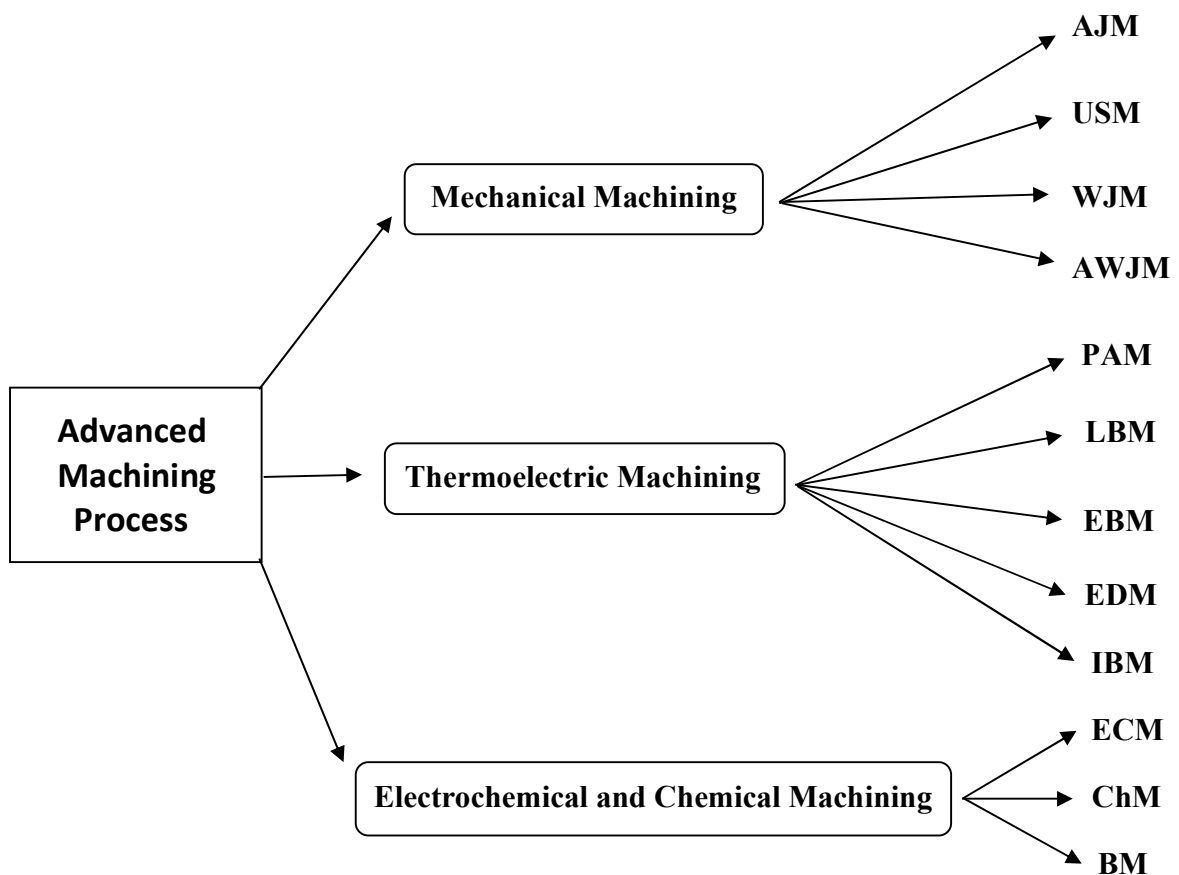 AJM
USM
Mechanical Machining
WJM
AWJM
PAM
Advanced
Machining
Process
LBM
Thermoelectric Machining
EBM
EDM
IBM
ECM
Electrochemical and Chemical Machining
ChM
BM